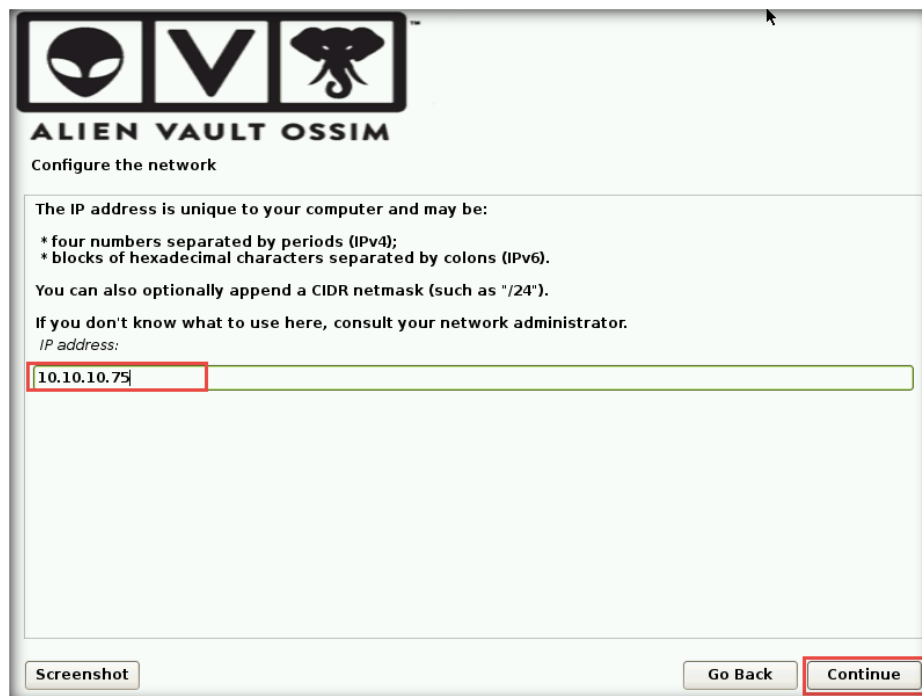 V
™
ALIEN VAULT OSSIM
Configure the network
The IP address is unique to your computer and may be:
* four numbers separated by periods (IPv4);
* blocks of hexadecimal characters separated by colons (IPv6).
You can also optionally append a CIDR netmask (such as "/24").
If you don't know what to use here, consult your network administrator.
IP address:
10.10.10.75
Screenshot
Go Back
Continue